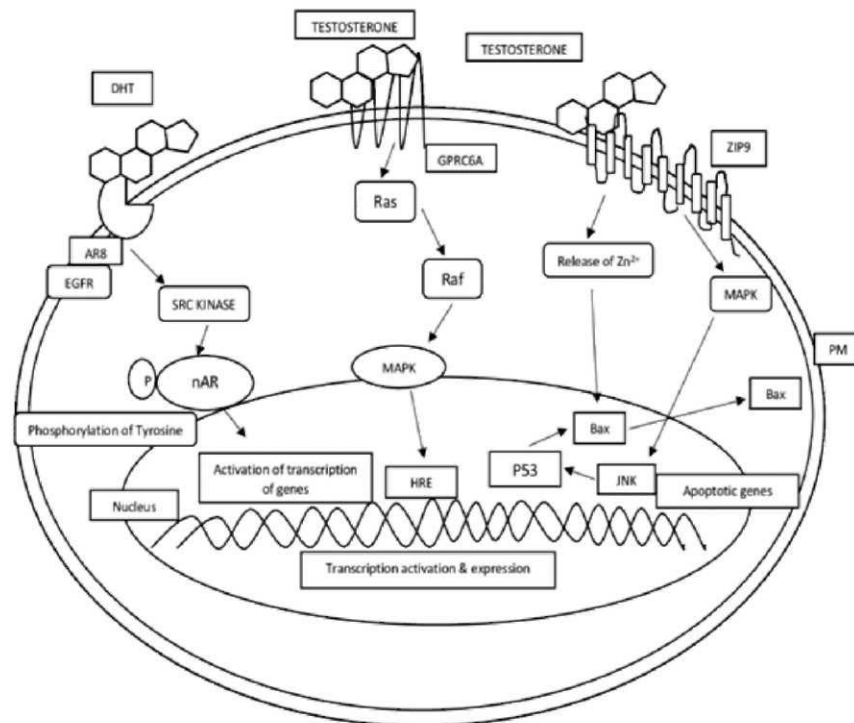 TESTOSTERONE
TESTOSTERONE
DHT
GPRC6A
ZIP9
Ras
AR8
EGFR
Release of Zn²⁺
Raf
MAPK
SRC KINASE
PM
MAPK
P
nAR
Bax
Phosphorylation of Tyrosine
Bax
Activation of transcription
of genes
HRE
P53
JNK
Apoptotic genes
Nucleus
Transcription activation & expression